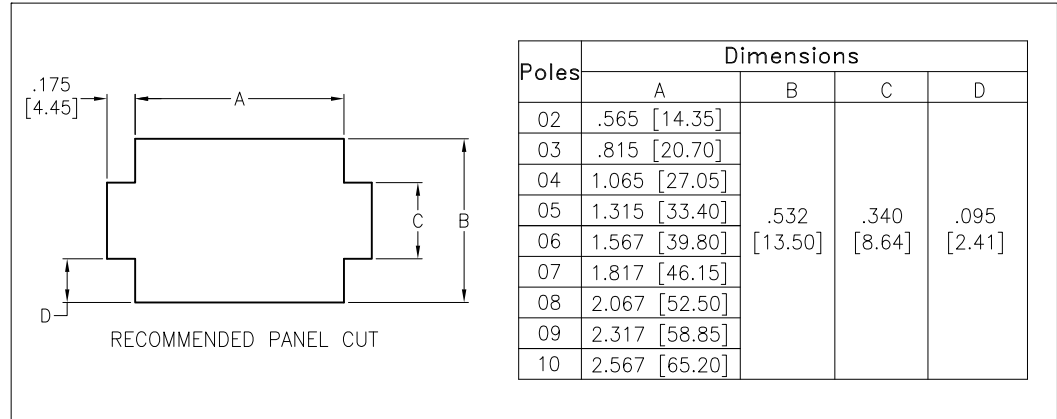 .175
[4.45]
A
C
B
D
RECOMMENDED PANEL CUT
Poles Dimensions
A B C D
02 .565 [14.35]
03 .815 [20.70]
04 1.065 [27.05]
05 1.315 [33.40]
06 1.567 [39.80]
07 1.817 [46.15]
08 2.067 [52.50]
09 2.317 [58.85]
10 2.567 [65.20]
.532 .340 .095
[13.50] [8.64] [2.41]